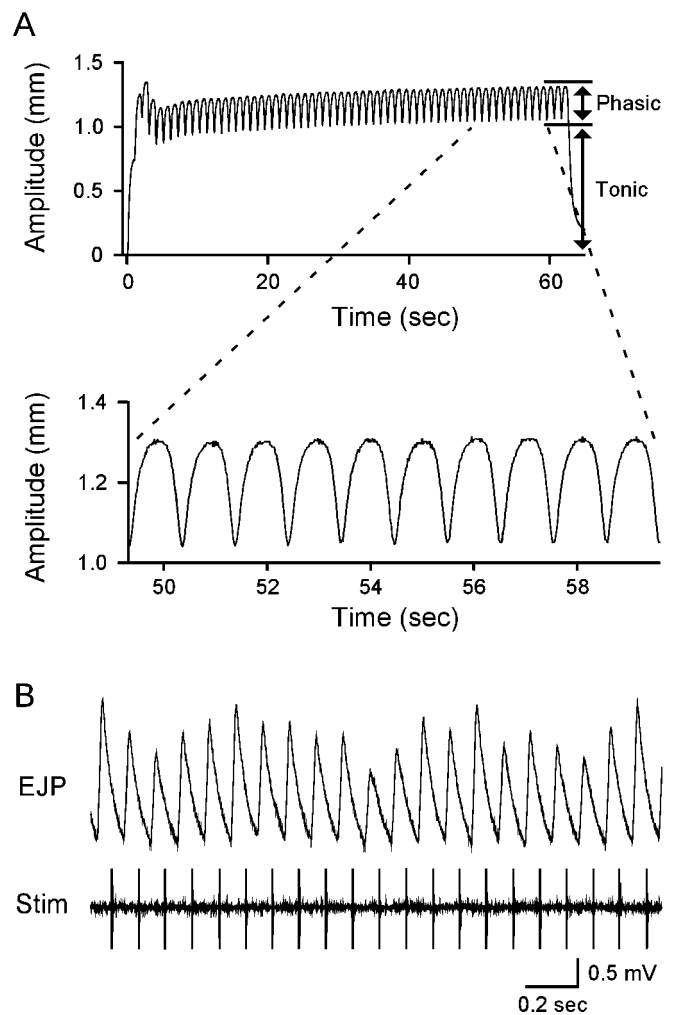 A
Amplitude (mm)
1.5
1.0
0.5
0
Phasic
Tonic
0 20 40 60
Time (sec)
Amplitude (mm)
1.4
1.2
1.0
50 52 54 56 58
Time (sec)
B
EJP
Stim
0.5 mV
0.2 sec